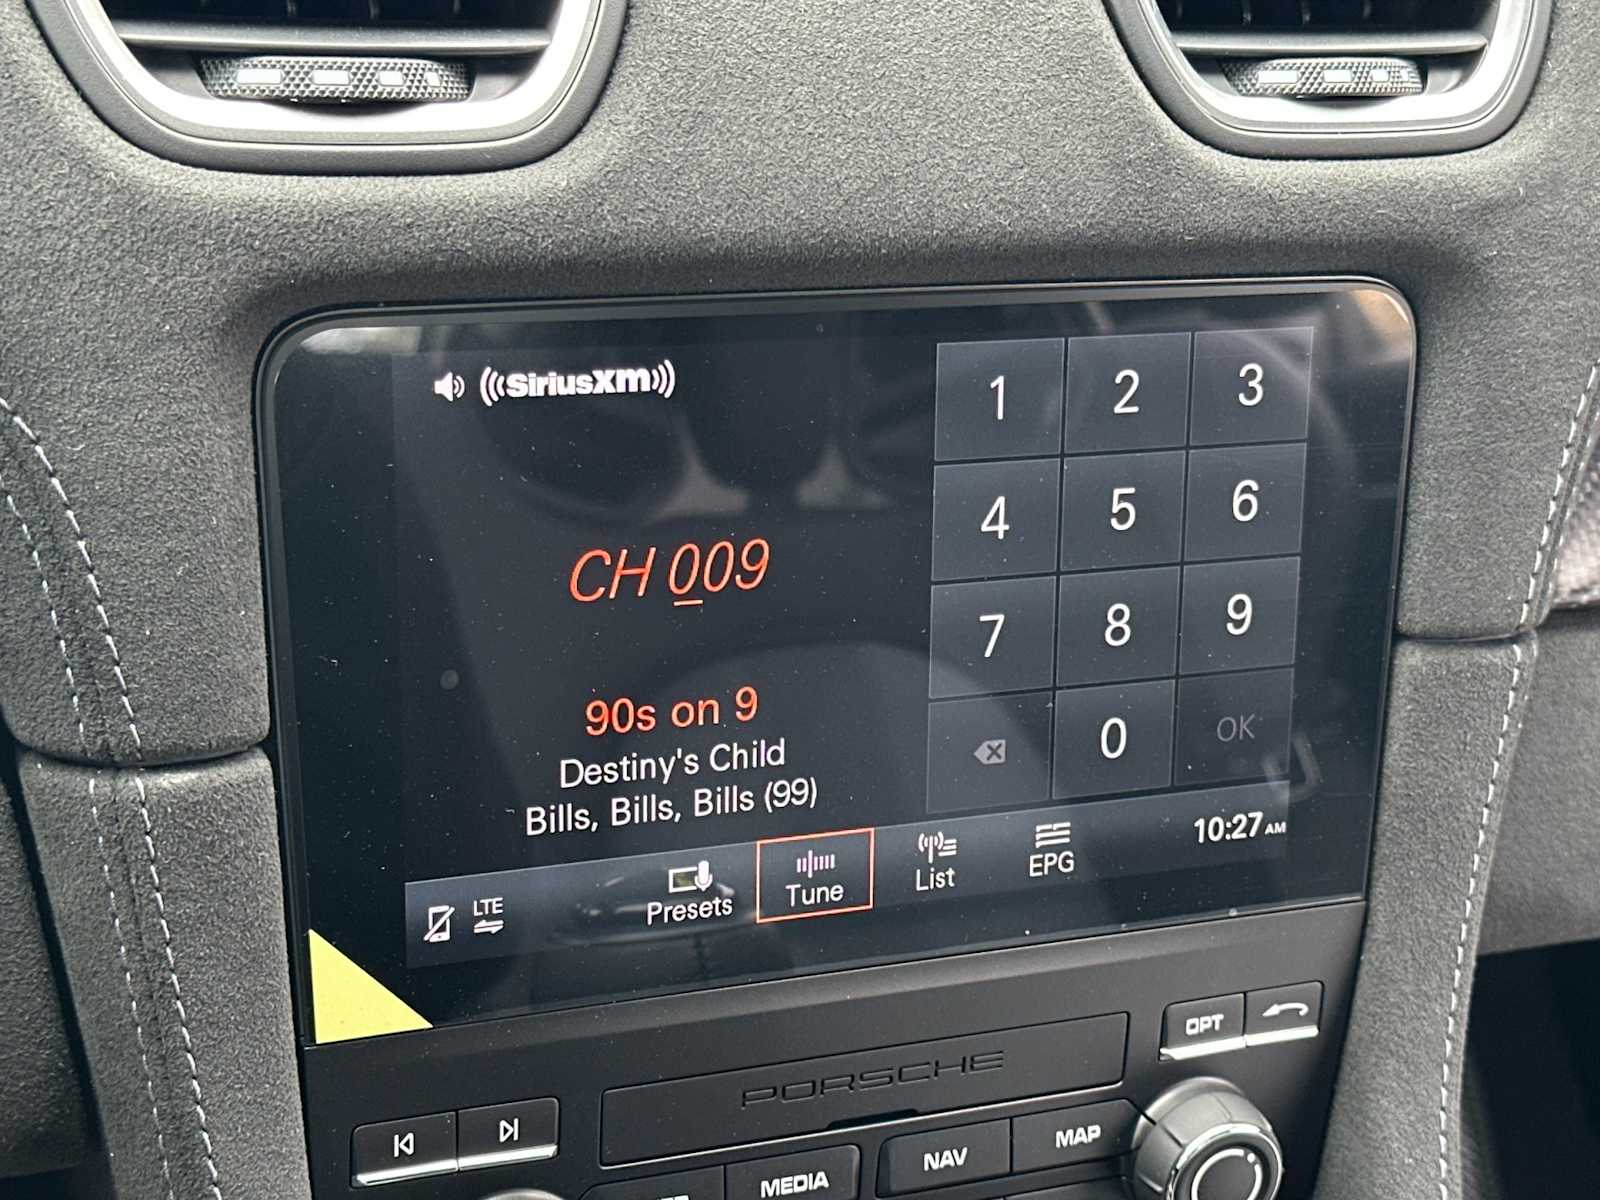 ((SiriusXM))
1 2 3
4 5 6
7 8 9
0 OK
CH 009
90s on 9
Destiny's Child
Bills, Bills, Bills (99)
LTE
Presets
Tune
List
EPG
10:27 AM
OPT
PORSCHE
NAV
MAP
MEDIA